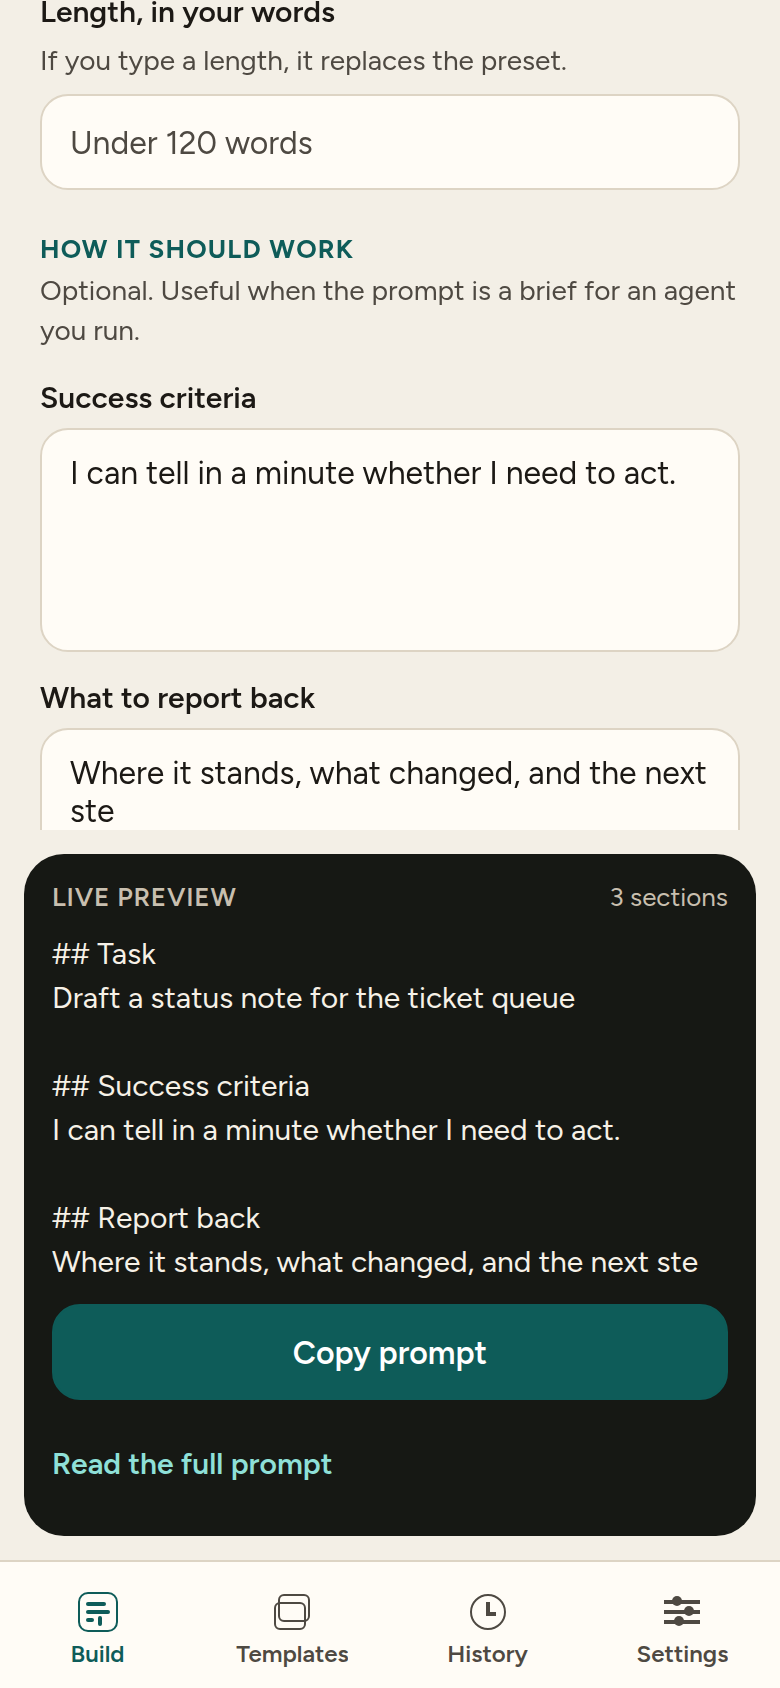 Length, in your words
If you type a length, it replaces the preset.
Under 120 words
HOW IT SHOULD WORK
Optional. Useful when the prompt is a brief for an agent
you run.
Success criteria
I can tell in a minute whether I need to act.
What to report back
Where it stands, what changed, and the next
ste
LIVE PREVIEW
3 sections
## Task
Draft a status note for the ticket queue
## Success criteria
I can tell in a minute whether I need to act.
## Report back
Where it stands, what changed, and the next ste
Copy prompt
Read the full prompt
Build
Templates
History
Settings